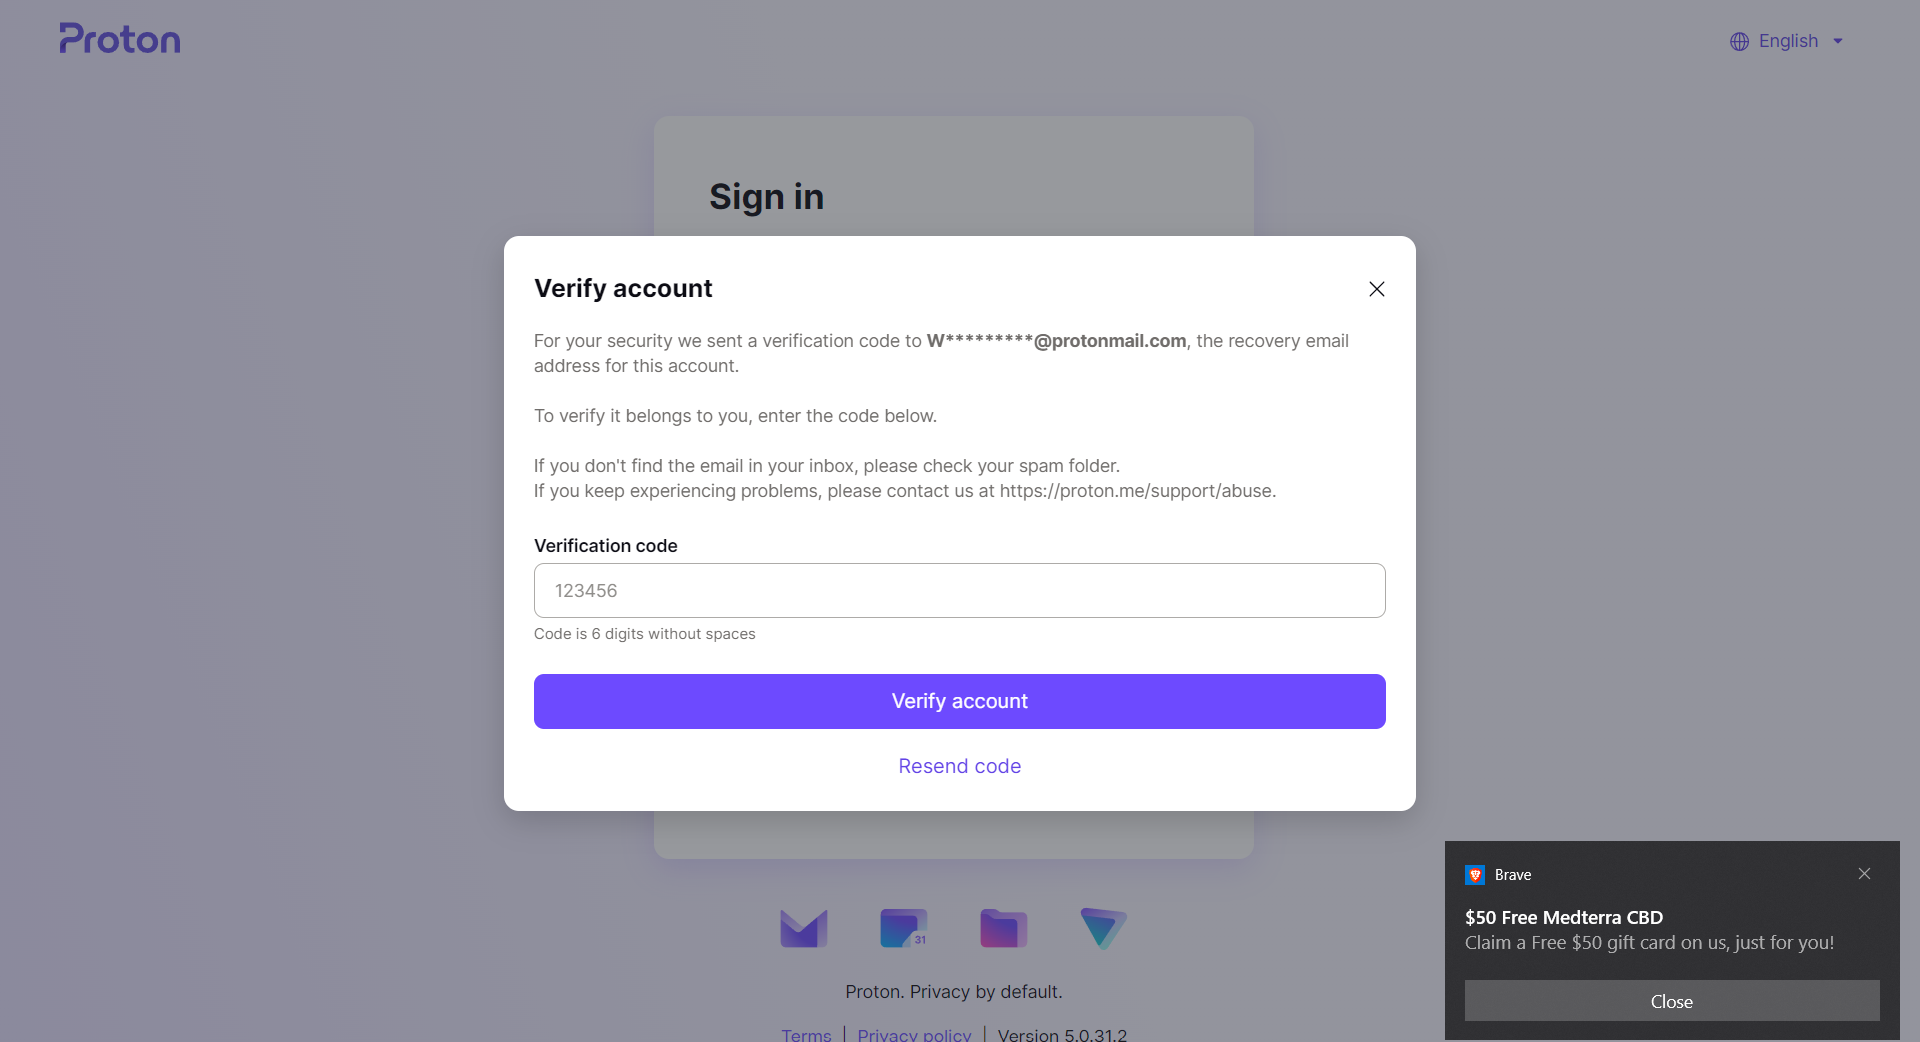 Proton
English
Sign in
Verify account
For your security we sent a verification code to W*********@protonmail.com, the recovery email
address for this account.
To verify it belongs to you, enter the code below.
If you don't find the email in your inbox, please check your spam folder.
If you keep experiencing problems, please contact us at https://proton.me/support/abuse.
Verification code
123456
Code is 6 digits without spaces
Verify account
Resend code
31
Proton. Privacy by default.
Terms | Privacy policy | Version 5.0.31.2
Brave
$50 Free Medterra CBD
Claim a Free $50 gift card on us, just for you!
Close